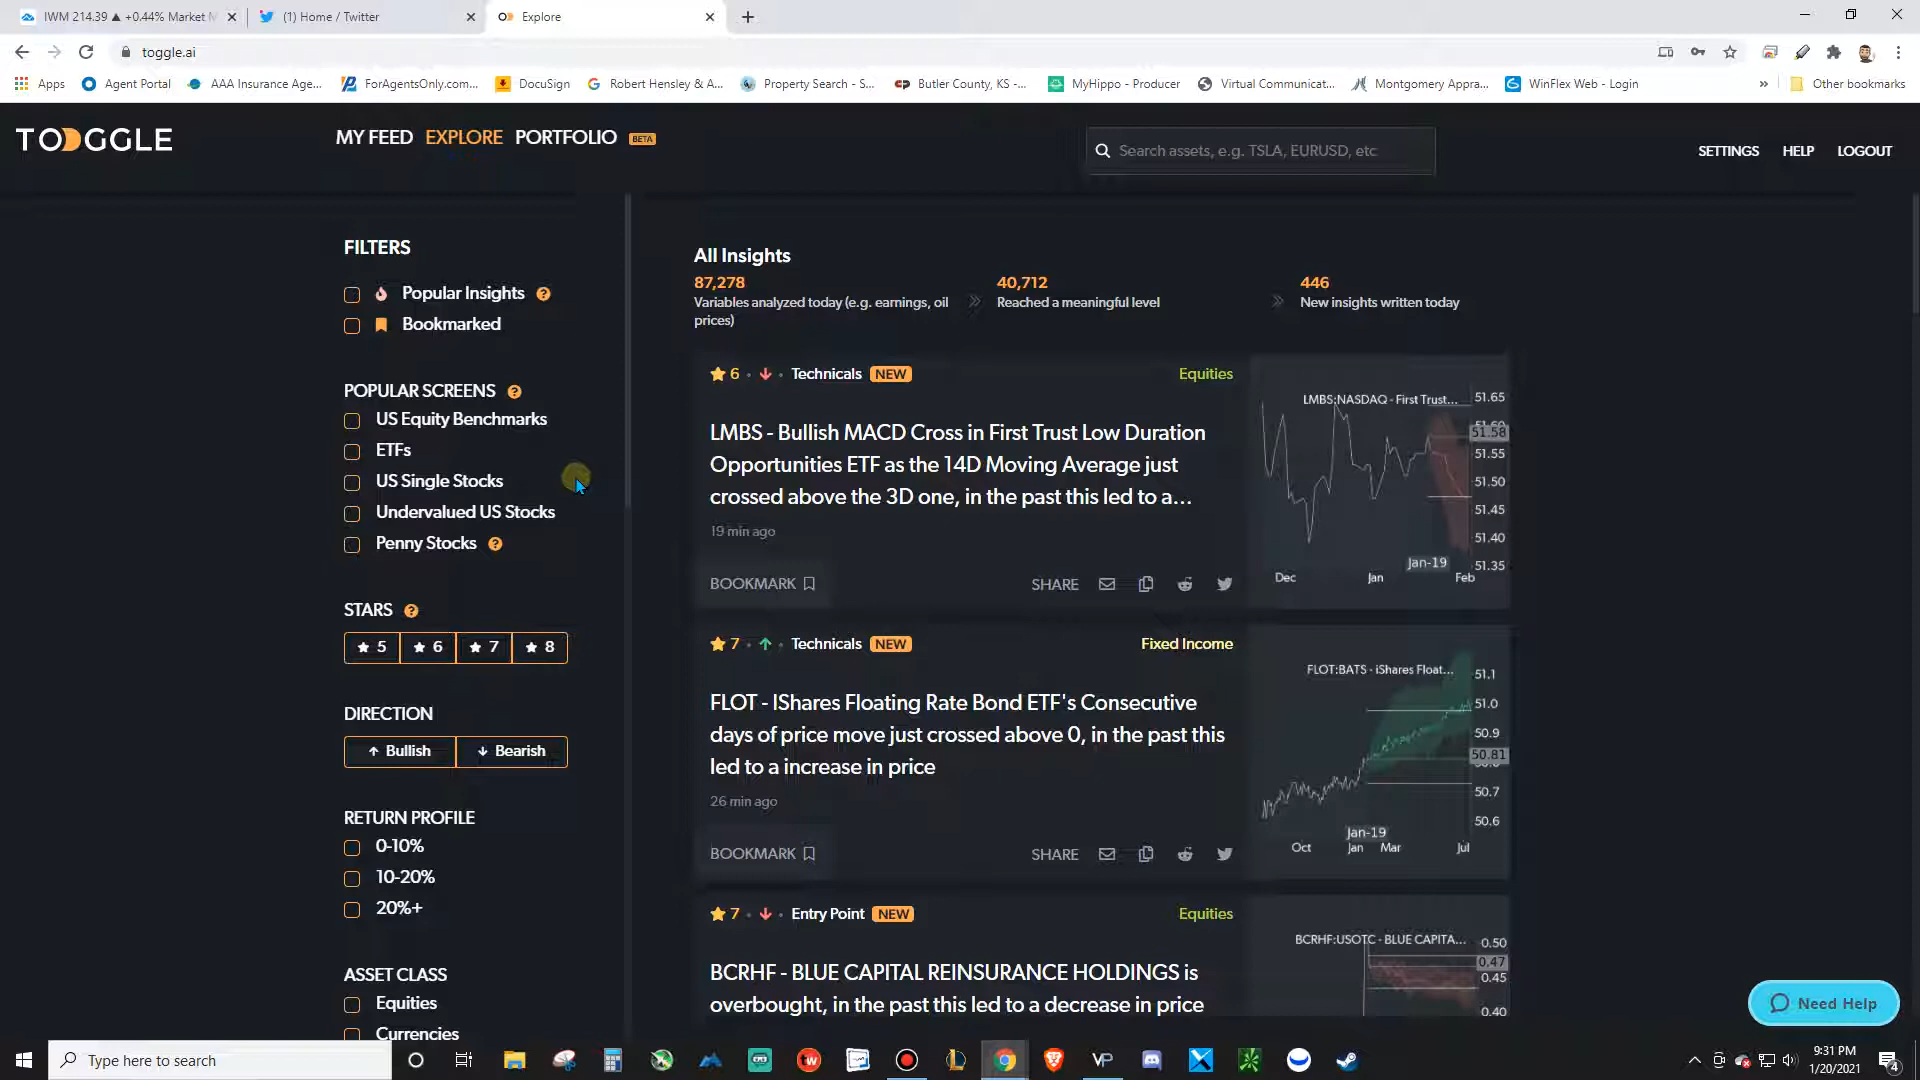 IWM 214.39 ▲ +0.44% Market M
(1) Home / Twitter
Explore
toggle.ai
Apps
Agent Portal
AAA Insurance Age...
ForAgentsOnly.com...
DocuSign
Robert Hensley & A...
Property Search - S...
Butler County, KS -...
MyHippo - Producer
Virtual Communicat...
Montgomery Appra...
WinFlex Web - Login
Other bookmarks
TOGGLE
MY FEED EXPLORE PORTFOLIO BETA
Search assets, e.g. TSLA, EURUSD, etc
SETTINGS HELP LOGOUT
FILTERS
Popular Insights ?
Bookmarked
POPULAR SCREENS ?
US Equity Benchmarks
ETFs
US Single Stocks
Undervalued US Stocks
Penny Stocks ?
STARS ?
★ 5 ★ 6 ★ 7 ★ 8
DIRECTION
↑ Bullish ↓ Bearish
RETURN PROFILE
0-10%
10-20%
20%+
ASSET CLASS
Equities
Currencies
All Insights
87,278
Variables analyzed today (e.g. earnings, oil
prices)
40,712
Reached a meaningful level
446
New insights written today
★ 6 • ↓ • Technicals NEW Equities
LMBS - Bullish MACD Cross in First Trust Low Duration
Opportunities ETF as the 14D Moving Average just
crossed above the 3D one, in the past this led to a...
19 min ago
BOOKMARK SHARE
LMBS:NASDAQ - First Trust...
51.65
51.60
51.58
51.55
51.50
51.45
51.40
51.35
Jan-19
Dec Jan Feb
★ 7 • ↑ • Technicals NEW Fixed Income
FLOT - IShares Floating Rate Bond ETF's Consecutive
days of price move just crossed above 0, in the past this
led to a increase in price
26 min ago
BOOKMARK SHARE
FLOT:BATS - iShares Float...
51.1
51.0
50.9
50.81
50.7
50.6
Jan-19
Oct Jan Mar Jul
★ 7 • ↓ • Entry Point NEW Equities
BCRHF - BLUE CAPITAL REINSURANCE HOLDINGS is
overbought, in the past this led to a decrease in price
BCRHF:USOTC - BLUE CAPITA...
0.50
0.47
0.45
0.40
Need Help
Type here to search
9:31 PM
1/20/2021
4